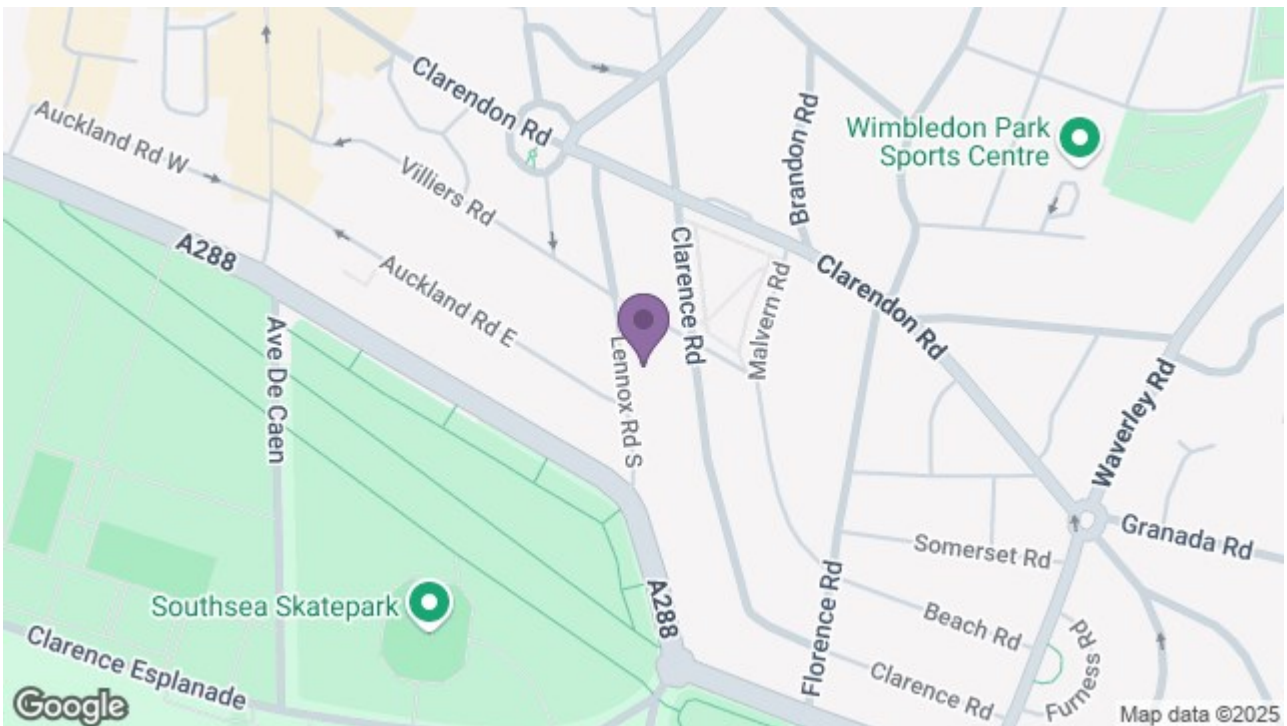 Clarendon Rd
Auckland Rd W
Villiers Rd
Brandon Rd
Wimbledon Park
Sports Centre
A288
Auckland Rd E
Clarence Rd
Malvern Rd
Clarendon Rd
Ave De Caen
Lennox Rd S
Waverley Rd
Granada Rd
Somerset Rd
Southsea Skatepark
A288
Florence Rd
Beach Rd
Furness Rd
Clarence Esplanade
Clarence Rd
Google
Map data ©2025